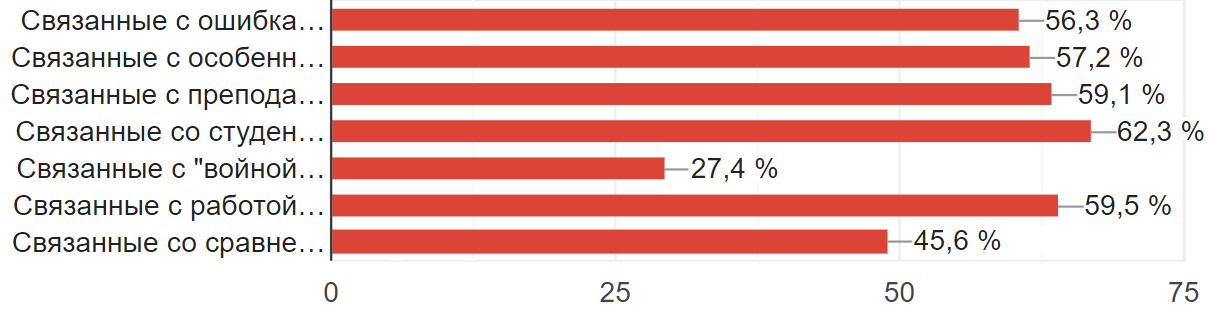 Связанные с ошибка… 56,3 %
Связанные с особенн… 57,2 %
Связанные с препода… 59,1 %
Связанные со студен… 62,3 %
Связанные с "войной… 27,4 %
Связанные с работой… 59,5 %
Связанные со сравне… 45,6 %
0 25 50 75